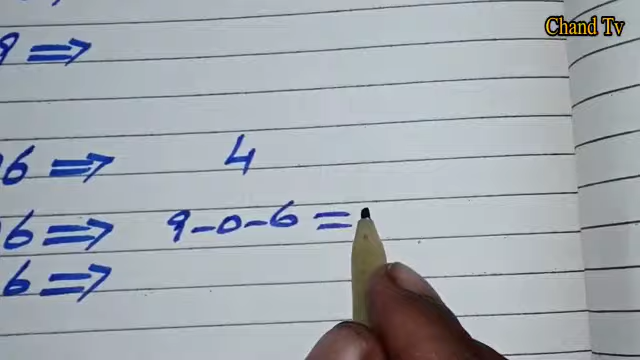 Chand Tv
9 ⇒
6 ⇒ 4
6 ⇒ 9-0-6 =
6 ⇒